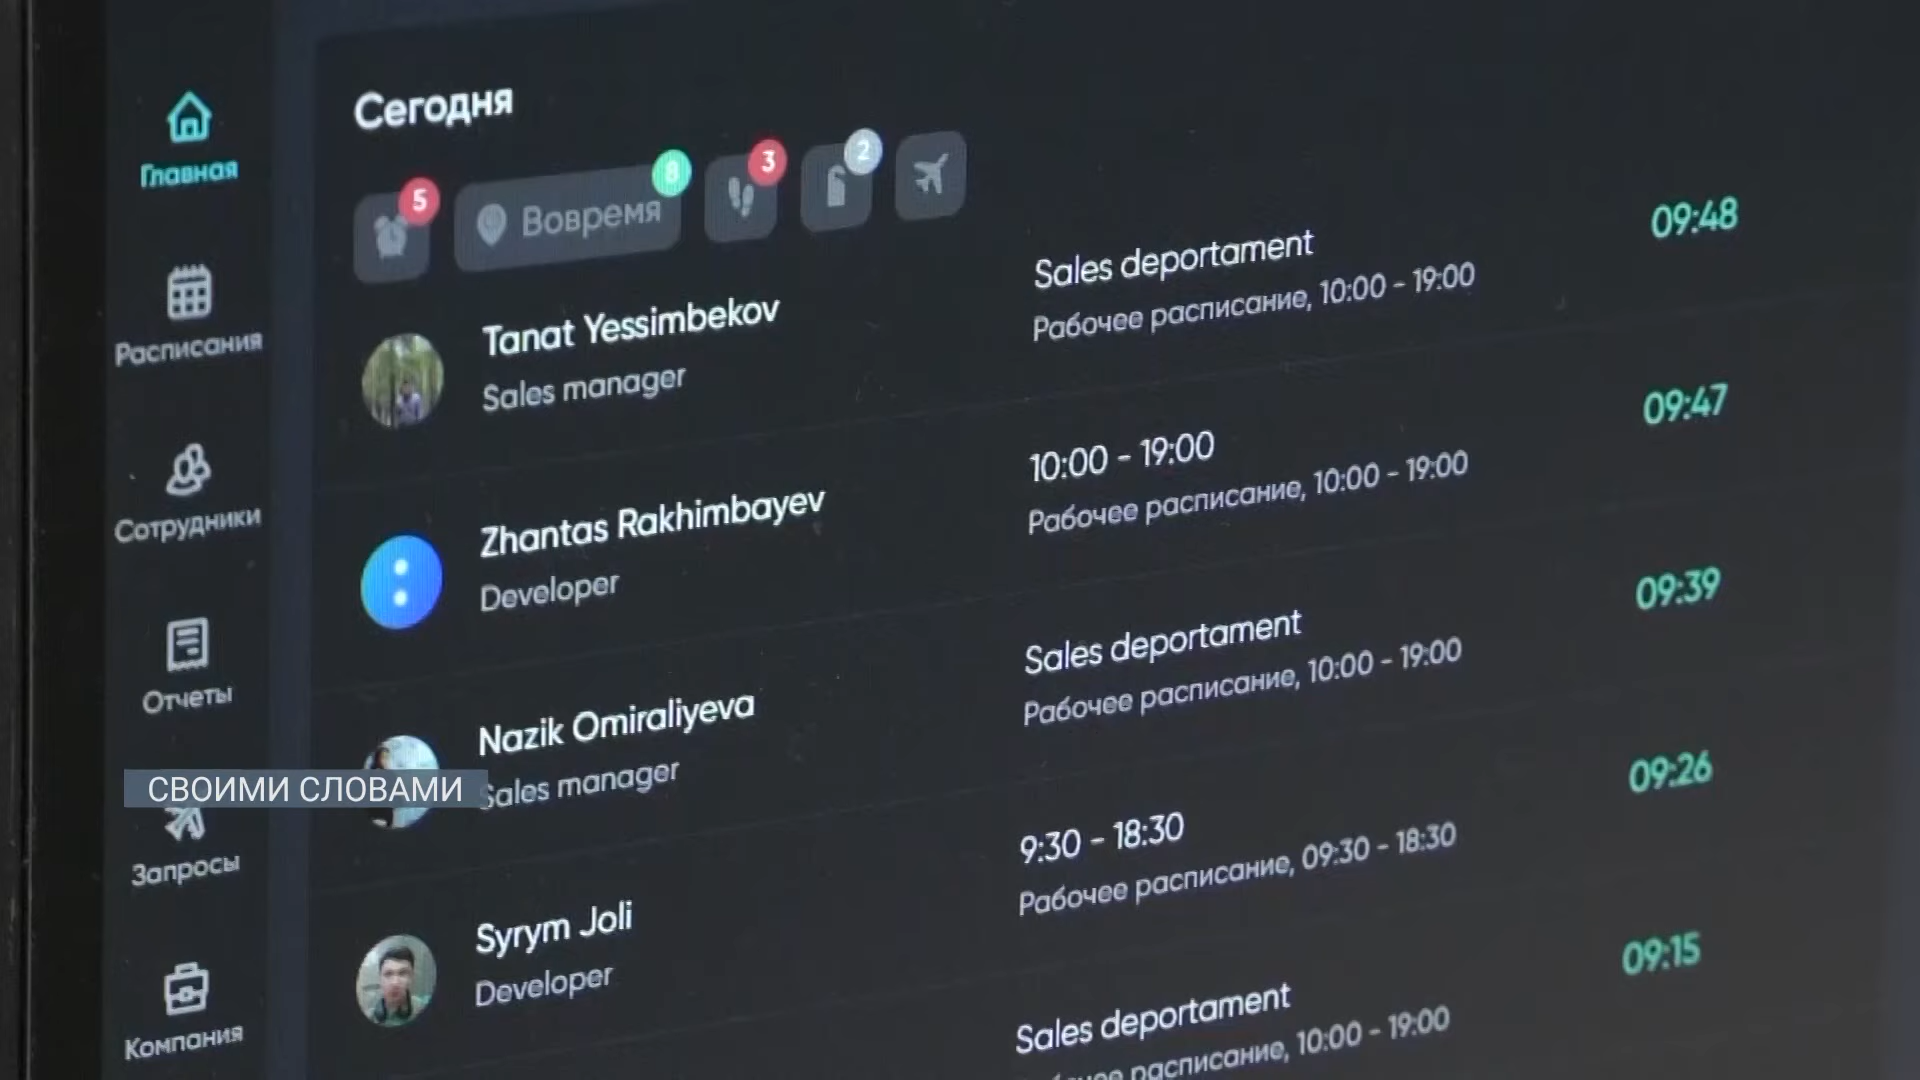 Главная
Расписания
Сотрудники
Отчеты
СВОИМИ СЛОВАМИ
Запросы
Компания
Сегодня
5
Вовремя
8
3
2
Tanat Yessimbekov
Sales manager
Sales deportament
Рабочее расписание, 10:00 - 19:00
09:48
Zhantas Rakhimbayev
Developer
10:00 - 19:00
Рабочее расписание, 10:00 - 19:00
09:47
Nazik Omiraliyeva
Sales manager
Sales deportament
Рабочее расписание, 10:00 - 19:00
09:39
Syrym Joli
Developer
9:30 - 18:30
Рабочее расписание, 09:30 - 18:30
09:26
Sales deportament
расписание, 10:00 - 19:00
09:15